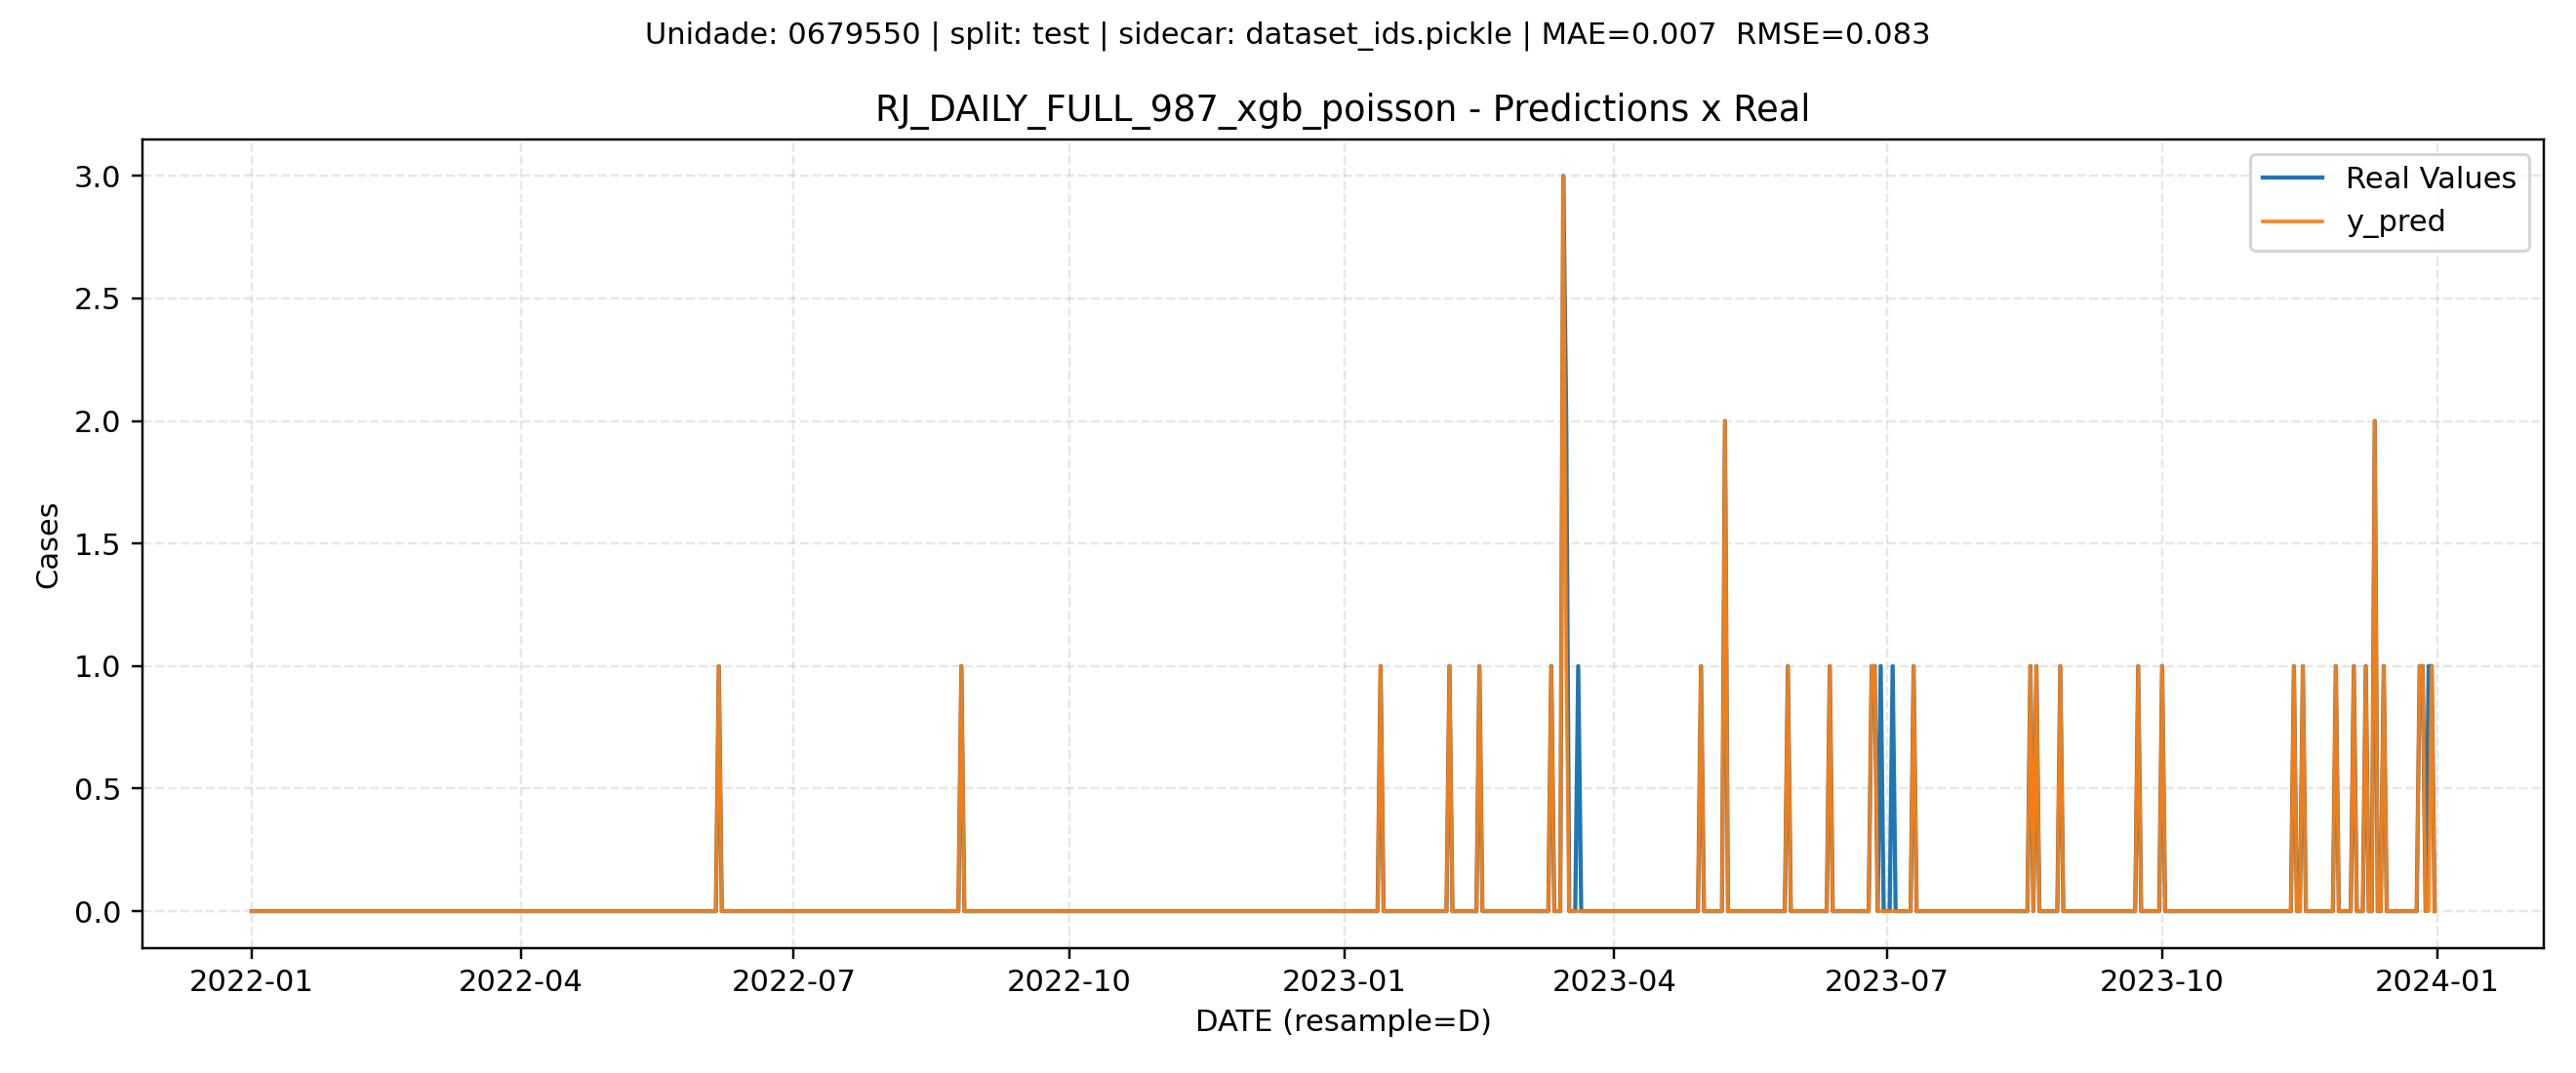 Unidade: 0679550 | split: test | sidecar: dataset_ids.pickle | MAE=0.007  RMSE=0.083
RJ_DAILY_FULL_987_xgb_poisson - Predictions x Real
Real Values
y_pred
Cases
3.0
2.5
2.0
1.5
1.0
0.5
0.0
2022-01
2022-04
2022-07
2022-10
2023-01
2023-04
2023-07
2023-10
2024-01
DATE (resample=D)